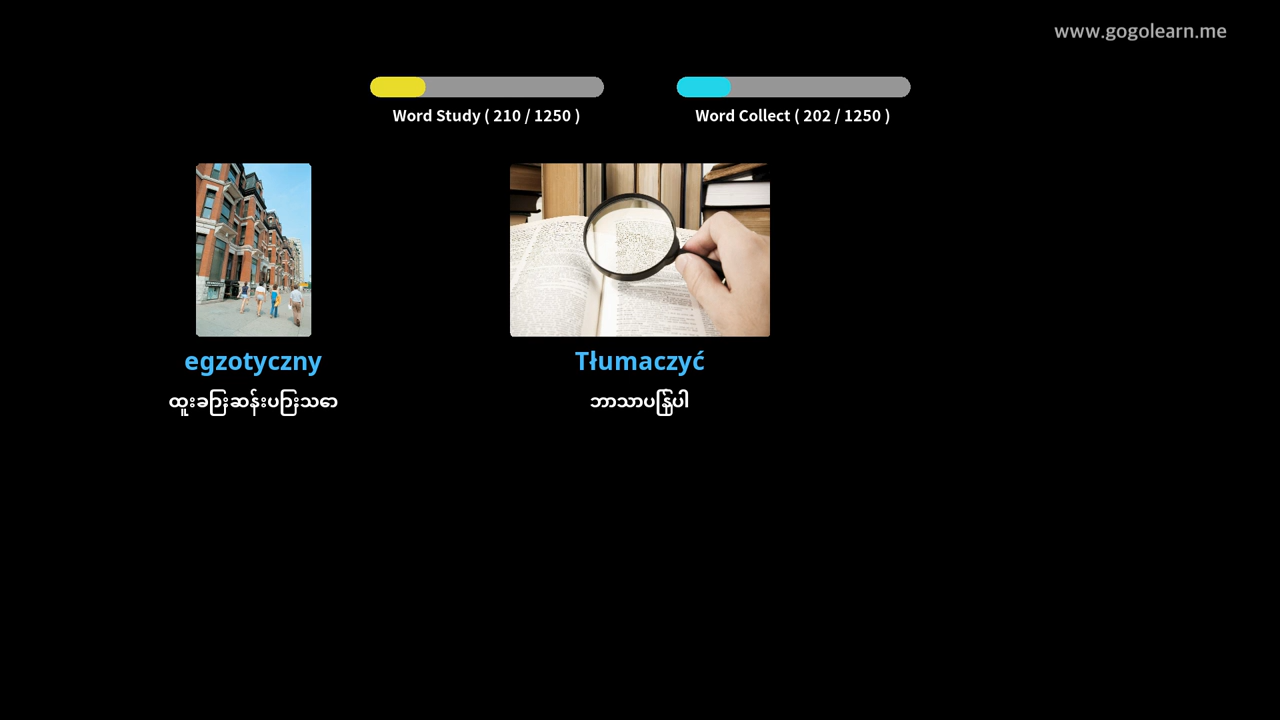 www.gogolearn.me
Word Study ( 210 / 1250 )
Word Collect ( 202 / 1250 )
egzotyczny
Tłumaczyć
ထူးခြားဆန်းပြားသော
ဘာသာပြန်ပါ